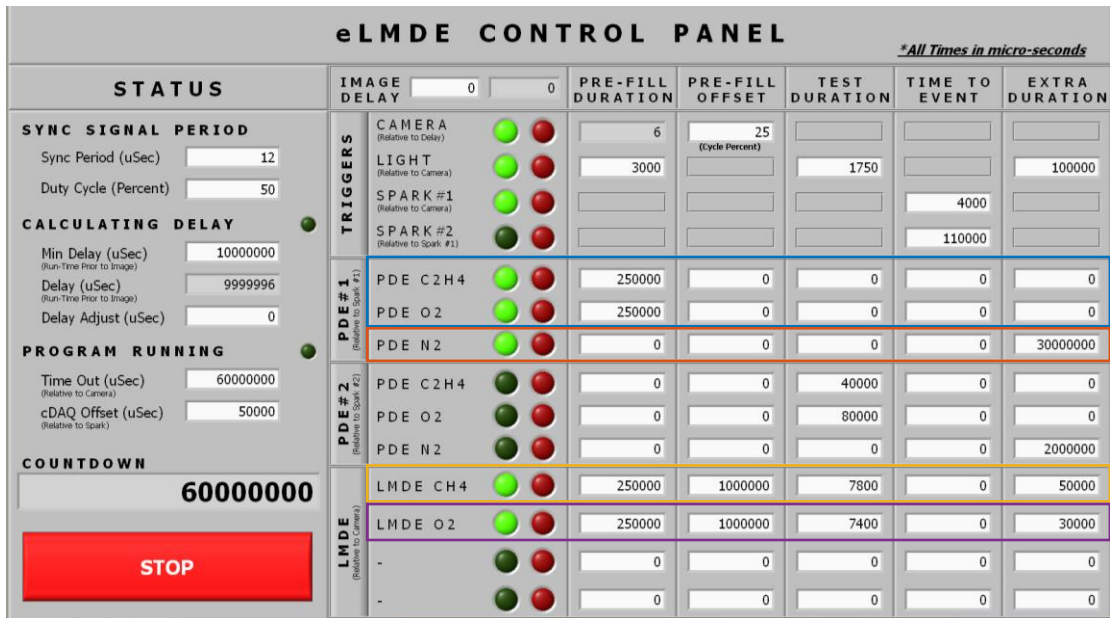 eLMDE CONTROL PANEL
*All Times in micro-seconds
STATUS
SYNC SIGNAL PERIOD
Sync Period (uSec) 12
Duty Cycle (Percent) 50
CALCULATING DELAY
Min Delay (uSec) 10000000
(Run-Time Prior to Image)
Delay (uSec) 9999996
(Run-Time Prior to Image)
Delay Adjust (uSec) 0
PROGRAM RUNNING
Time Out (uSec) 60000000
(Relative to Camera)
cDAQ Offset (uSec) 50000
(Relative to Spark)
COUNTDOWN
60000000
STOP
IMAGE DELAY 0 0 PRE-FILL DURATION PRE-FILL OFFSET TEST DURATION TIME TO EVENT EXTRA DURATION
TRIGGERS
CAMERA 6 25
(Relative to Delay) (Cycle Percent)
LIGHT 3000 1750 100000
(Relative to Camera)
SPARK#1 4000
(Relative to Camera)
SPARK#2 110000
(Relative to Spark #1)
PDE#1
(Relative to Spark #1)
PDE C2H4 250000 0 0 0 0
PDE O2 250000 0 0 0 0
PDE N2 0 0 0 0 30000000
PDE#2
(Relative to Spark #2)
PDE C2H4 0 0 40000 0 0
PDE O2 0 0 80000 0 0
PDE N2 0 0 0 0 2000000
LMDE
(Relative to Camera)
LMDE CH4 250000 1000000 7800 0 50000
LMDE O2 250000 1000000 7400 0 30000
- 0 0 0 0 0
- 0 0 0 0 0